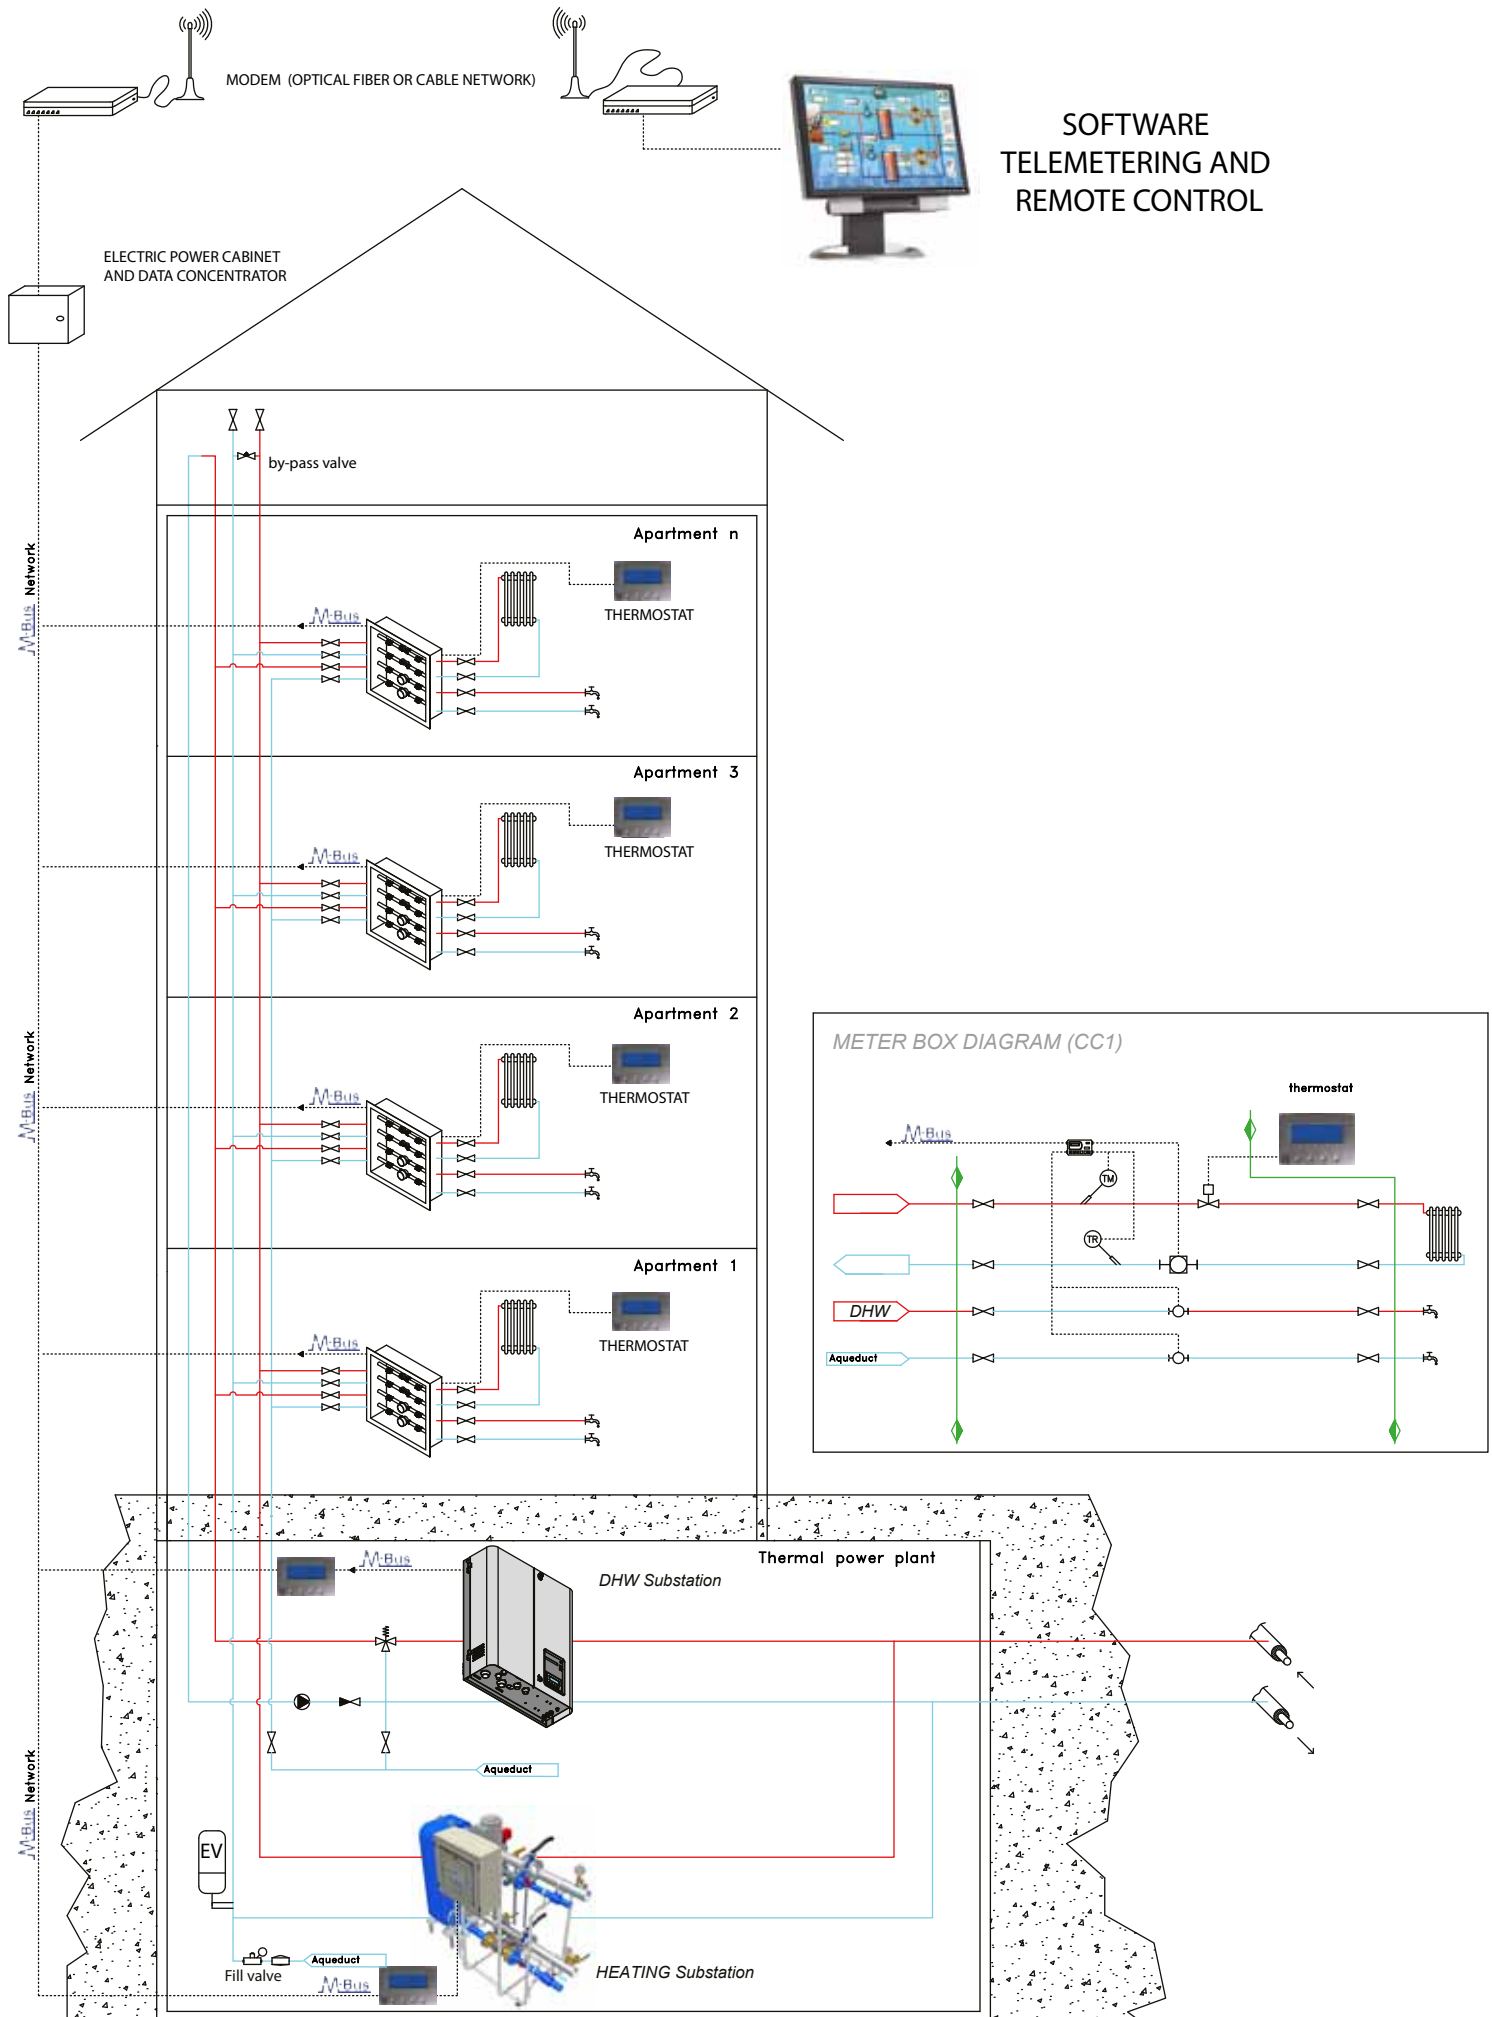 MODEM (OPTICAL FIBER OR CABLE NETWORK)
SOFTWARE
TELEMETERING AND
REMOTE CONTROL
ELECTRIC POWER CABINET
AND DATA CONCENTRATOR
by-pass valve
Apartment n
M-Bus
THERMOSTAT
M-Bus Network
Apartment 3
M-Bus
THERMOSTAT
Apartment 2
M-Bus
THERMOSTAT
M-Bus Network
Apartment 1
M-Bus
THERMOSTAT
METER BOX DIAGRAM (CC1)
thermostat
M-Bus
TM
TR
DHW
Aqueduct
Thermal power plant
M-Bus
DHW Substation
Aqueduct
M-Bus Network
EV
Aqueduct
Fill valve
M-Bus
HEATING Substation